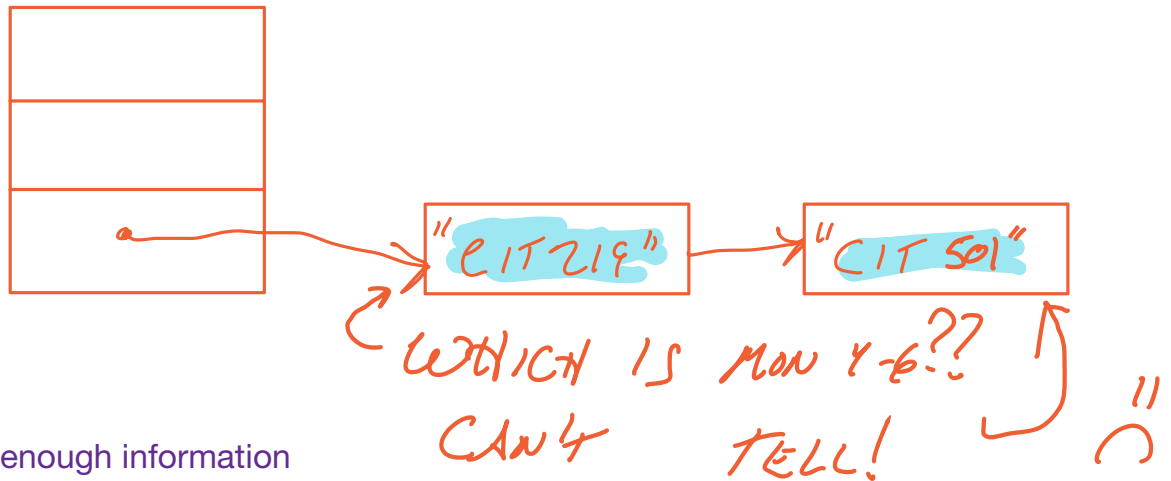 "CIT219" "CIT 501"
WHICH IS MON 4-6??
CAN'T TELL!
enough information